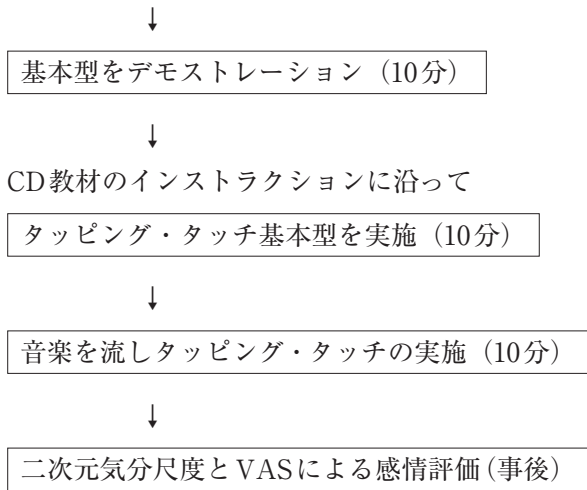 ↓
基本型をデモストレーション（10分）
↓
CD教材のインストラクションに沿って
タッピング・タッチ基本型を実施（10分）
↓
音楽を流しタッピング・タッチの実施（10分）
↓
二次元気分尺度とVASによる感情評価（事後）